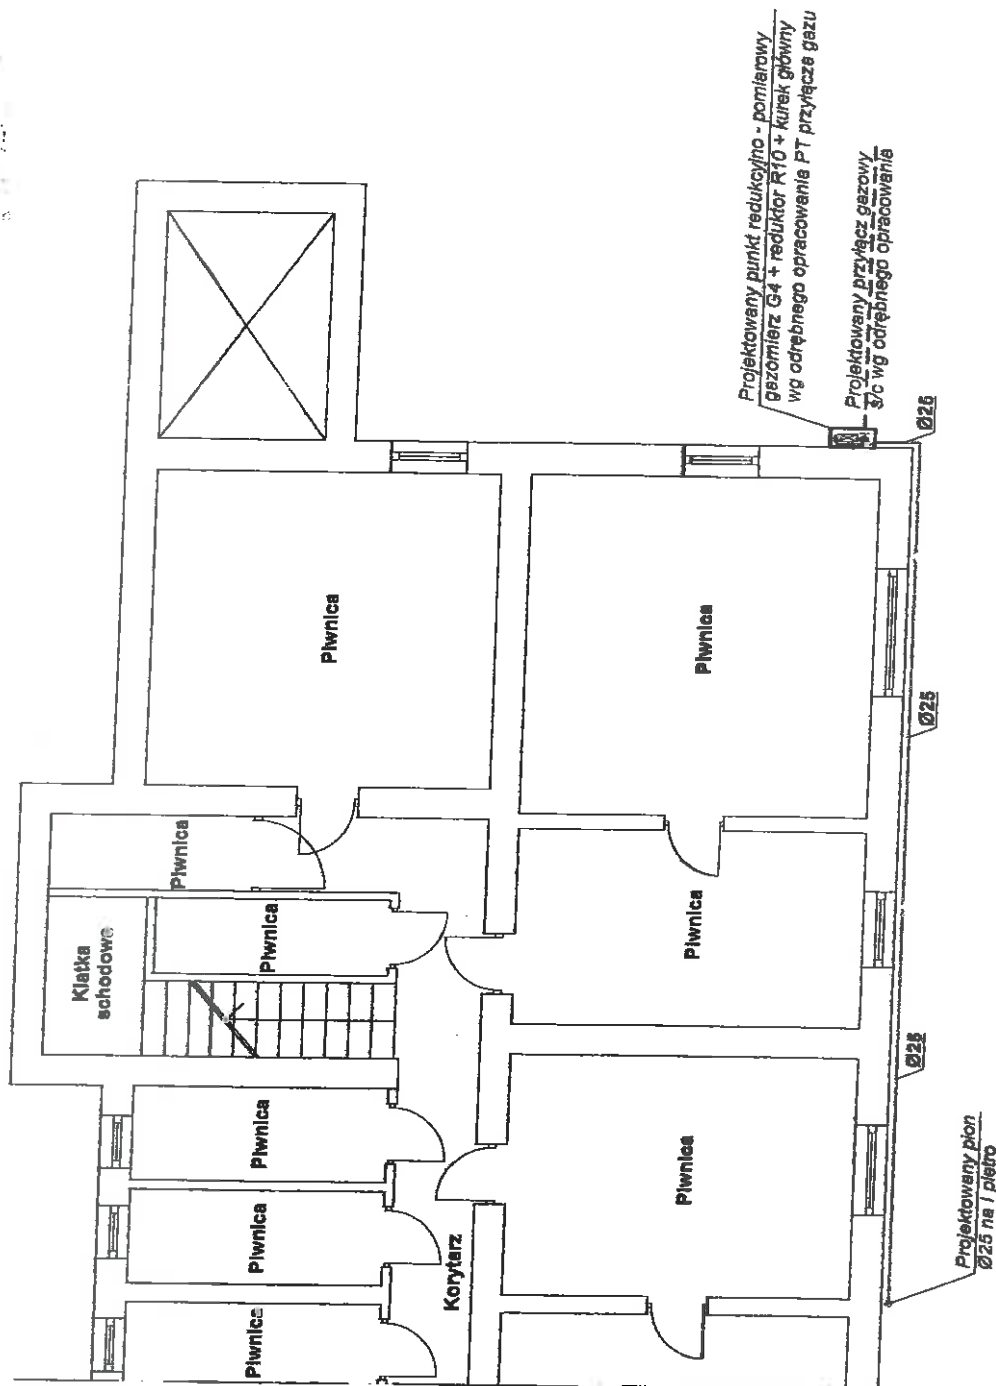 Projektowany punkt redukcyjno - pomiarowy
gazomierz G4 + reduktor R10 + kurek główny
wg odrębnego opracowania PT przyłącza gazu
Projektowany przyłącz gazowy
s/c wg odrębnego opracowania
Ø25
Piwnica
Piwnica
Ø25
Piwnica
Piwnica
Piwnica
Klatka
schodowa
Ø25
Piwnica
Piwnica
Piwnica
Piwnica
Korytarz
Projektowany pion
Ø25 na I piętro